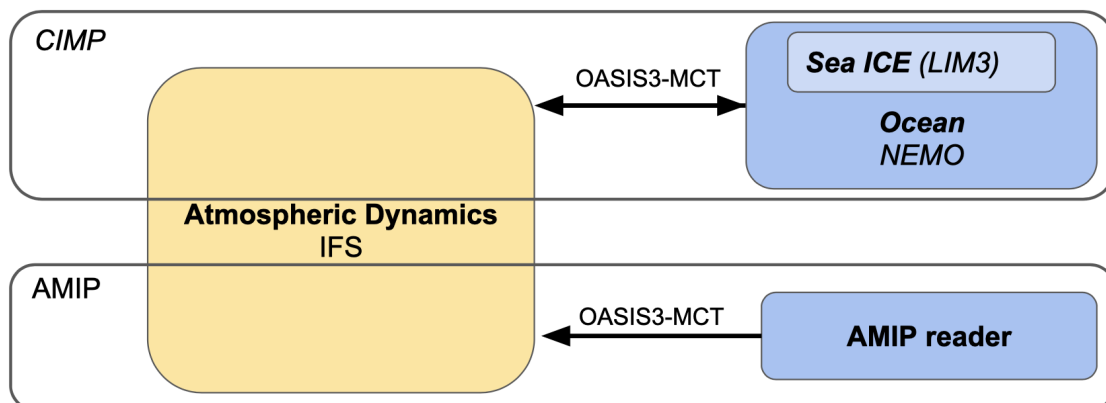 CIMP
OASIS3-MCT
Sea ICE (LIM3)
Ocean
NEMO
Atmospheric Dynamics
IFS
AMIP
OASIS3-MCT
AMIP reader